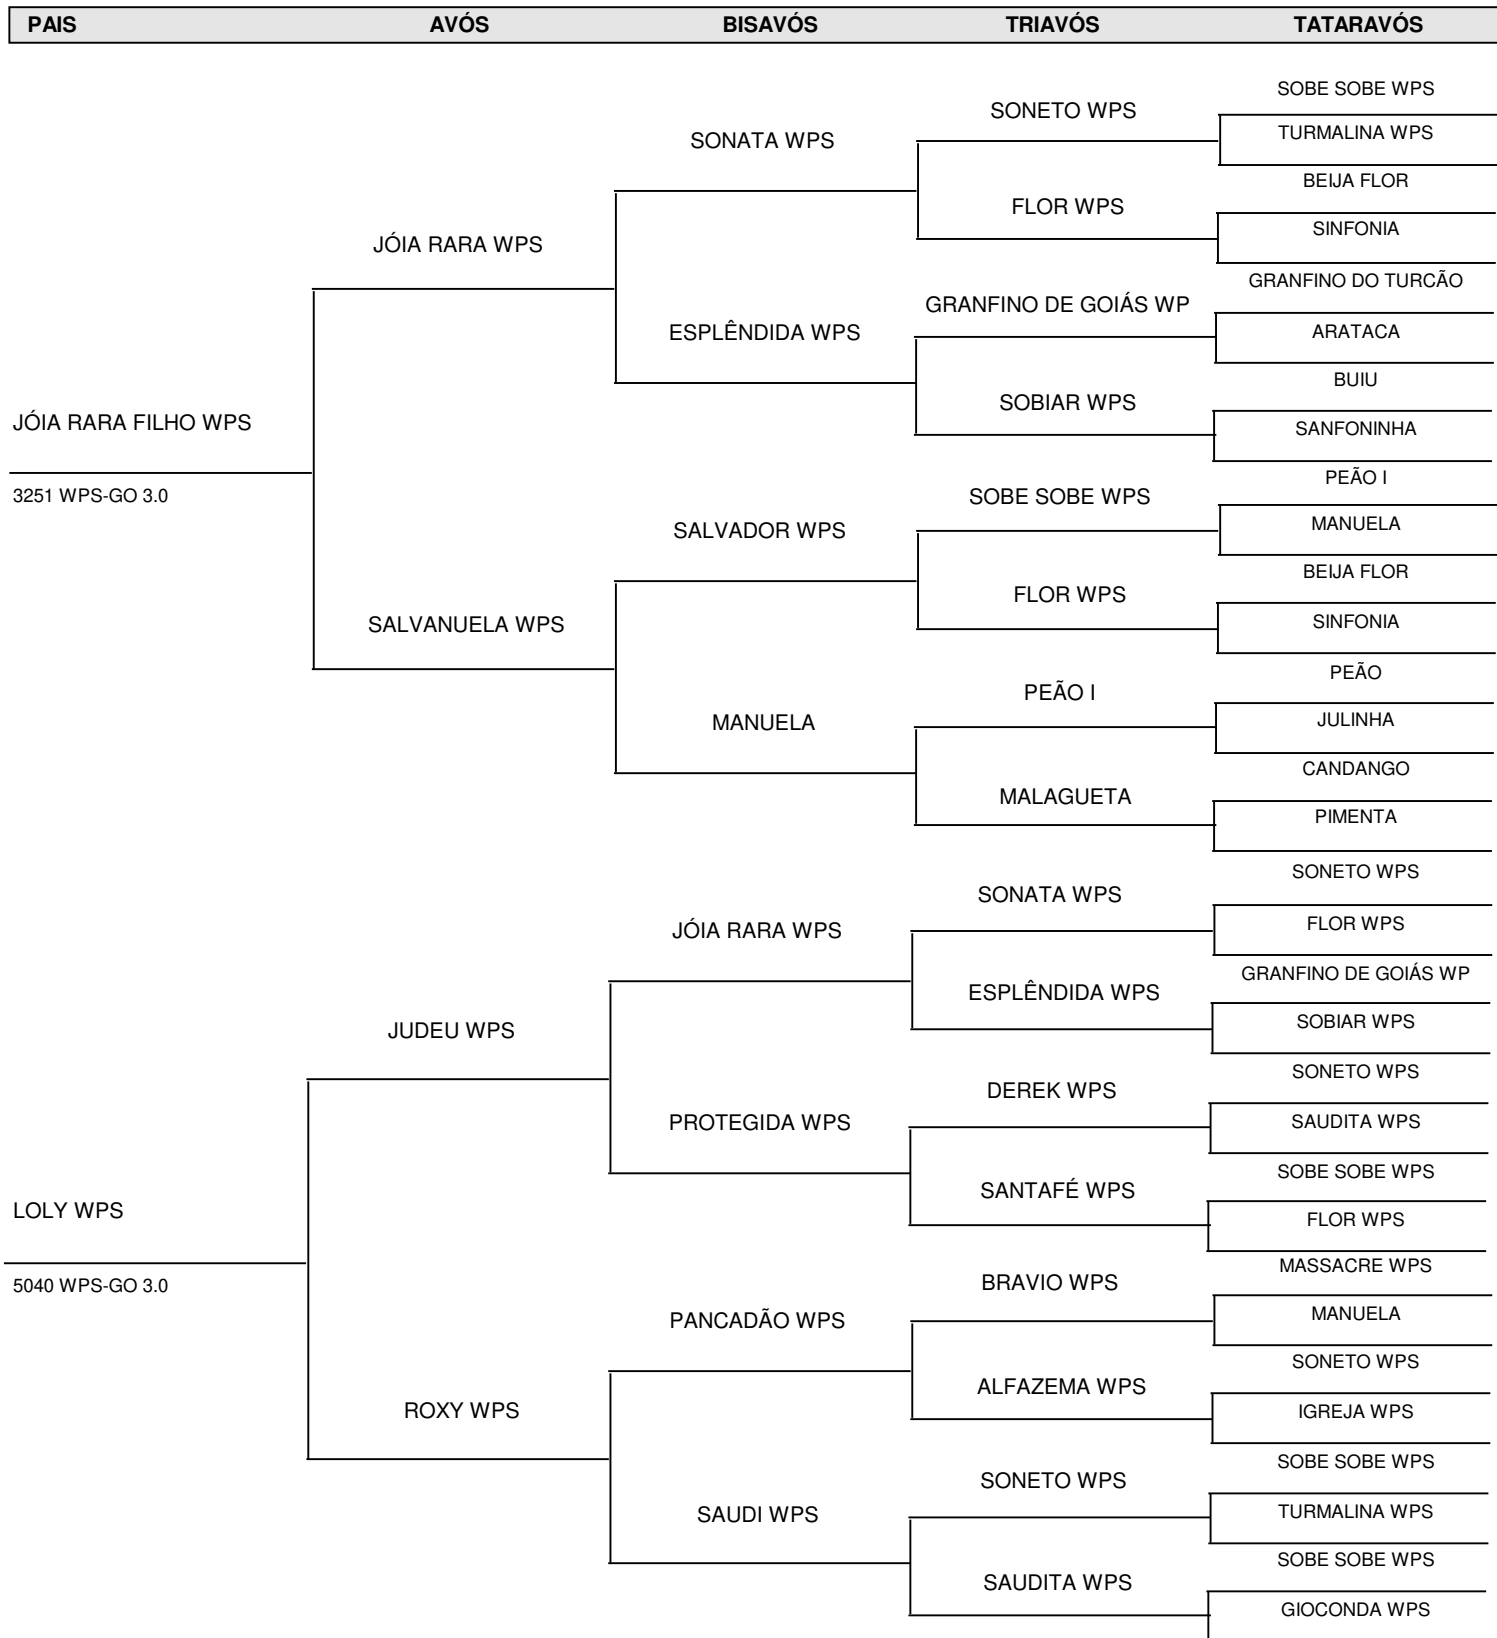 PAIS AVÓS BISAVÓS TRIAVÓS TATARAVÓS
SOBE SOBE WPS
SONETO WPS
TURMALINA WPS
SONATA WPS
BEIJA FLOR
FLOR WPS
SINFONIA
JÓIA RARA WPS
GRANFINO DO TURCÃO
GRANFINO DE GOIÁS WP
ARATACA
ESPLÊNDIDA WPS
BUIU
SOBIAR WPS
JÓIA RARA FILHO WPS
SANFONINHA
PEÃO I
3251 WPS-GO 3.0
SOBE SOBE WPS
MANUELA
SALVADOR WPS
BEIJA FLOR
FLOR WPS
SINFONIA
SALVANUELA WPS
PEÃO
PEÃO I
JULINHA
MANUELA
CANDANGO
MALAGUETA
PIMENTA
SONETO WPS
SONATA WPS
FLOR WPS
JÓIA RARA WPS
GRANFINO DE GOIÁS WP
ESPLÊNDIDA WPS
SOBIAR WPS
JUDEU WPS
SONETO WPS
DEREK WPS
SAUDITA WPS
PROTEGIDA WPS
SOBE SOBE WPS
SANTAFÉ WPS
LOLY WPS
FLOR WPS
MASSACRE WPS
5040 WPS-GO 3.0
BRAVIO WPS
MANUELA
PANCADÃO WPS
SONETO WPS
ALFAZEMA WPS
ROXY WPS
IGREJA WPS
SOBE SOBE WPS
SONETO WPS
TURMALINA WPS
SAUDI WPS
SOBE SOBE WPS
SAUDITA WPS
GIOCONDA WPS